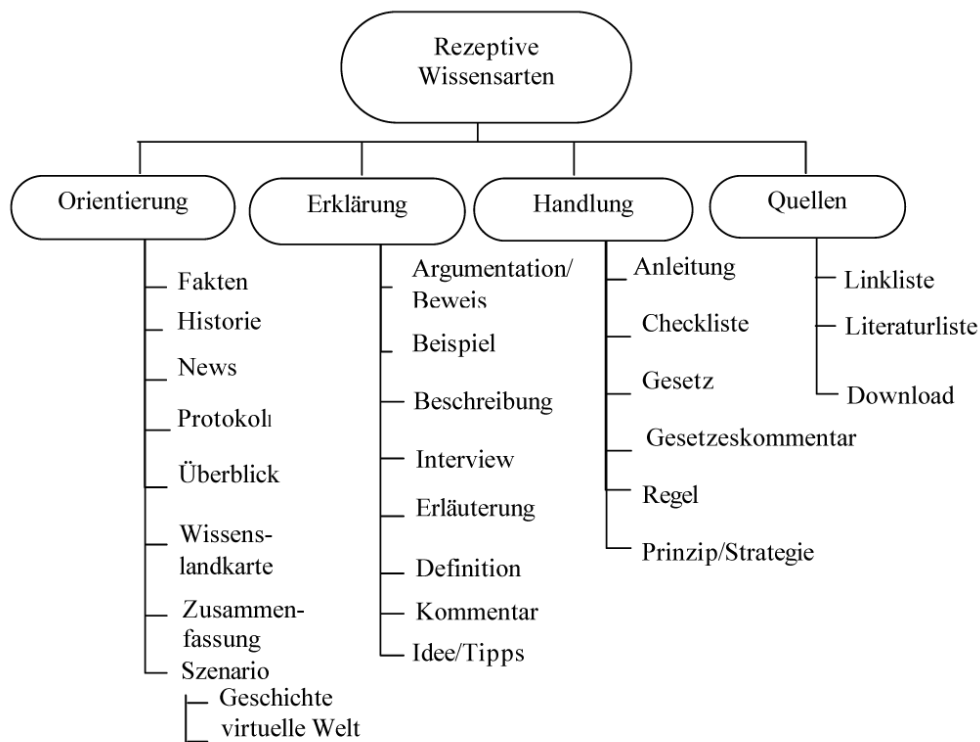 Rezeptive
Wissensarten
Orientierung
Fakten
Historie
News
Protokoll
Überblick
Wissens-
landkarte
Zusammen-
fassung
Szenario
Geschichte
virtuelle Welt
Erklärung
Argumentation/
Beweis
Beispiel
Beschreibung
Interview
Erläuterung
Definition
Kommentar
Idee/Tipps
Handlung
Anleitung
Checkliste
Gesetz
Gesetzeskommentar
Regel
Prinzip/Strategie
Quellen
Linkliste
Literaturliste
Download